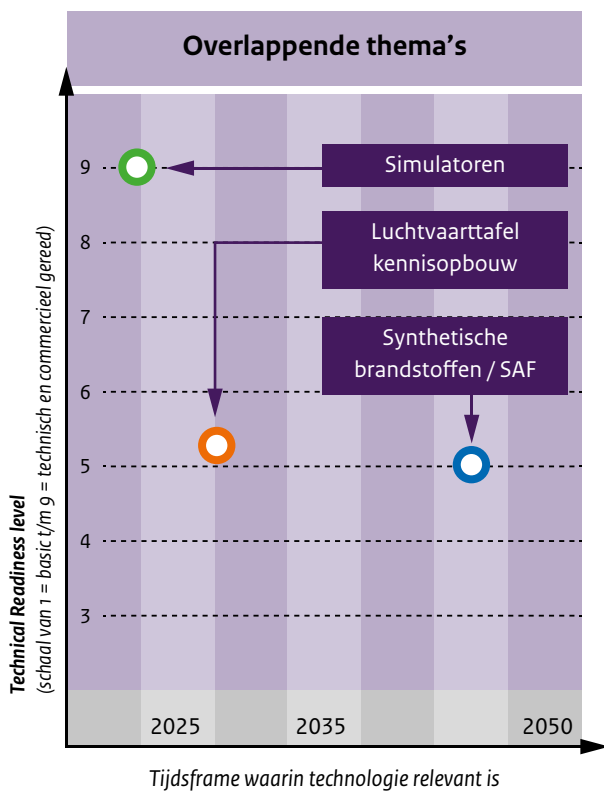 Overlappende thema's
9
8
7
6
5
4
3
Simulatoren
Luchtvaarttafel
kennisopbouw
Synthetische
brandstoffen / SAF
Technical Readiness level
(schaal van 1 = basic t/m 9 = technisch en commercieel gereed)
2025
2035
2050
Tijdsframe waarin technologie relevant is